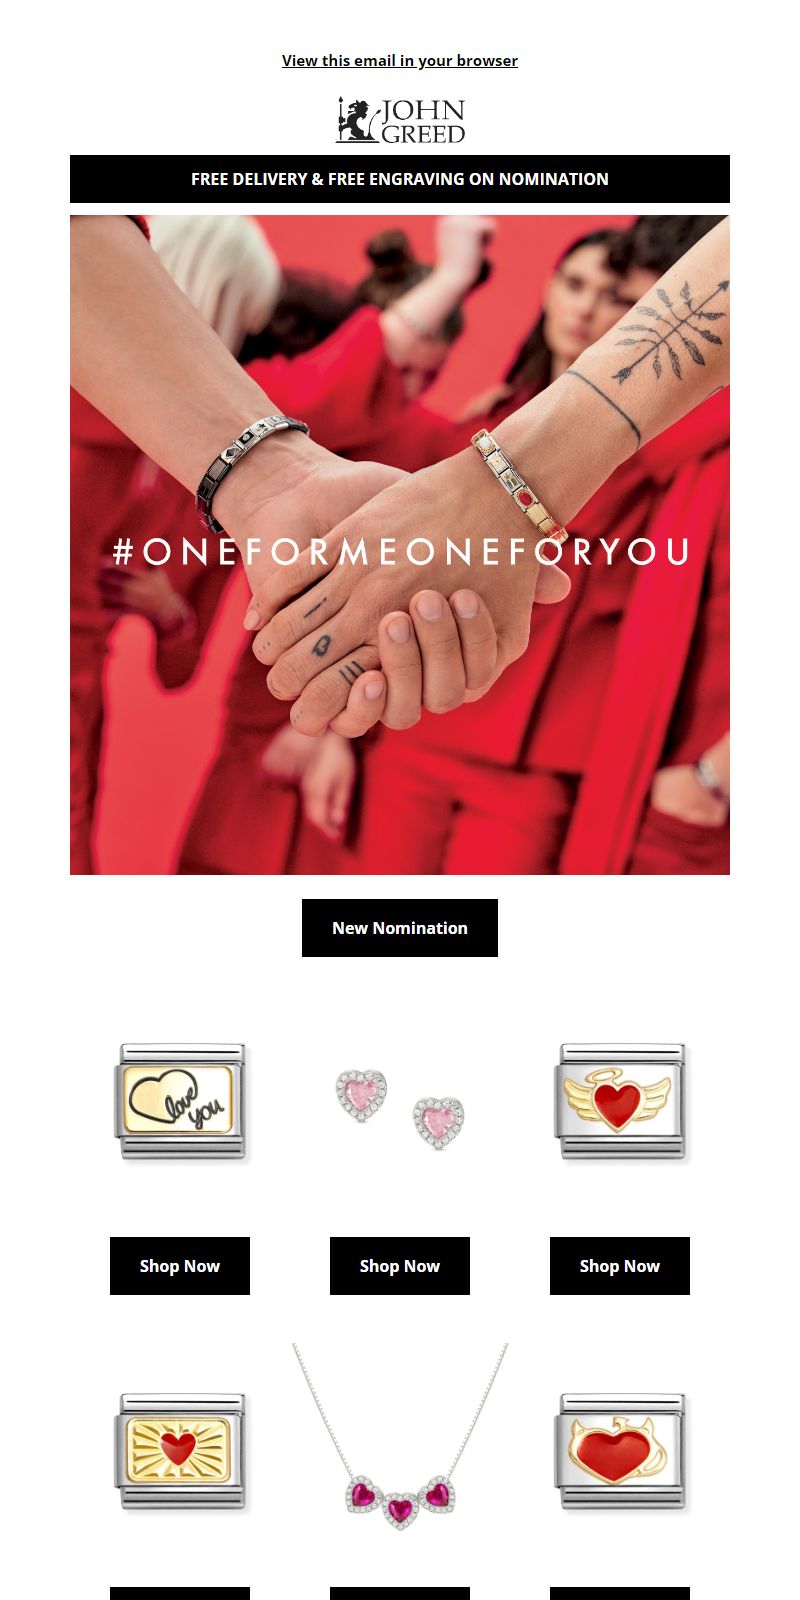 View this email in your browser
JOHN
GREED
FREE DELIVERY & FREE ENGRAVING ON NOMINATION
#ONEFORMEONEFORYOU
New Nomination
love
you
Shop Now
Shop Now
Shop Now